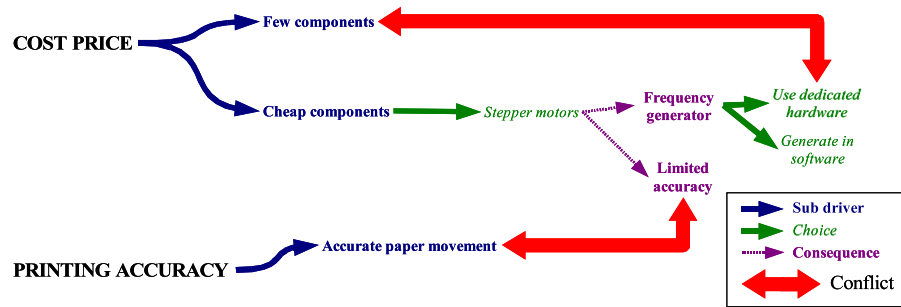 Few components
COST PRICE
Cheap components
Stepper motors
Frequency
generator
Use dedicated
hardware
Generate in
software
Limited
accuracy
Accurate paper movement
PRINTING ACCURACY
Sub driver
Choice
Consequence
Conflict